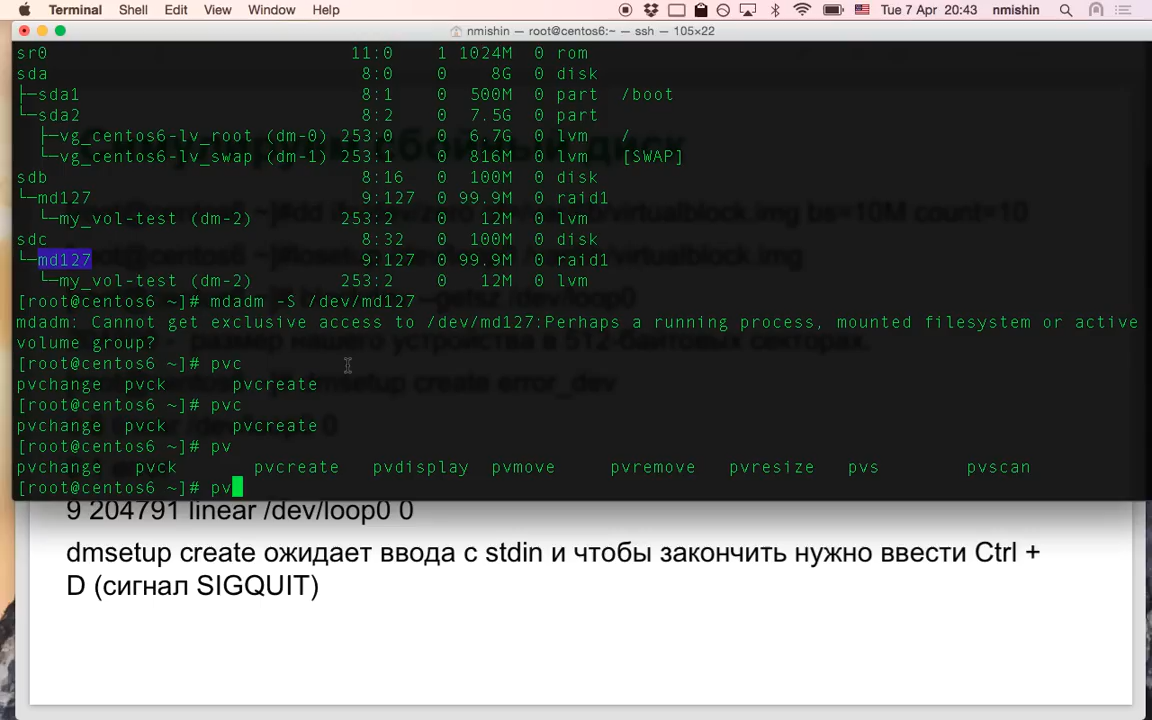 Terminal Shell Edit View Window Help Tue 7 Apr 20:43 nmishin
nmishin — root@centos6:~ — ssh — 105×22
sr0 11:0 1 1024M 0 rom
sda 8:0 0 8G 0 disk
├─sda1 8:1 0 500M 0 part /boot
└─sda2 8:2 0 7.5G 0 part
├─vg_centos6-lv_root (dm-0) 253:0 0 6.7G 0 lvm /
└─vg_centos6-lv_swap (dm-1) 253:1 0 816M 0 lvm [SWAP]
sdb 8:16 0 100M 0 disk
└─md127 9:127 0 99.9M 0 raid1
└─my_vol-test (dm-2) 253:2 0 12M 0 lvm
sdc 8:32 0 100M 0 disk
└─md127 9:127 0 99.9M 0 raid1
└─my_vol-test (dm-2) 253:2 0 12M 0 lvm
[root@centos6 ~]# mdadm -S /dev/md127
mdadm: Cannot get exclusive access to /dev/md127:Perhaps a running process, mounted filesystem or active
volume group?
[root@centos6 ~]# pvc
pvchange pvck pvcreate
[root@centos6 ~]# pvc
pvchange pvck pvcreate
[root@centos6 ~]# pv
pvchange pvck pvcreate pvdisplay pvmove pvremove pvresize pvs pvscan
[root@centos6 ~]# pv
9 204791 linear /dev/loop0 0
dmsetup create ожидает ввода с stdin и чтобы закончить нужно ввести Ctrl +
D (сигнал SIGQUIT)